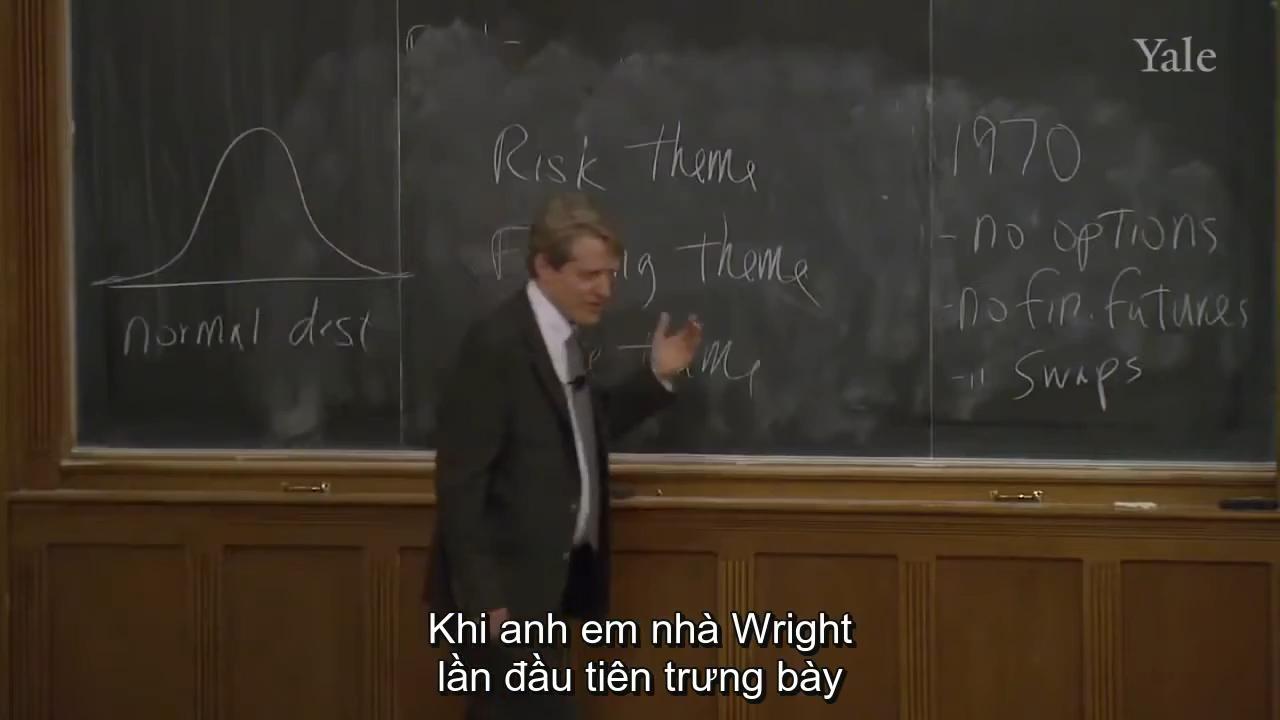 Yale
normal dist
Risk theme
theme
1970
- no options
- no fin. futures
- " swaps
Khi anh em nhà Wright
lần đầu tiên trưng bày